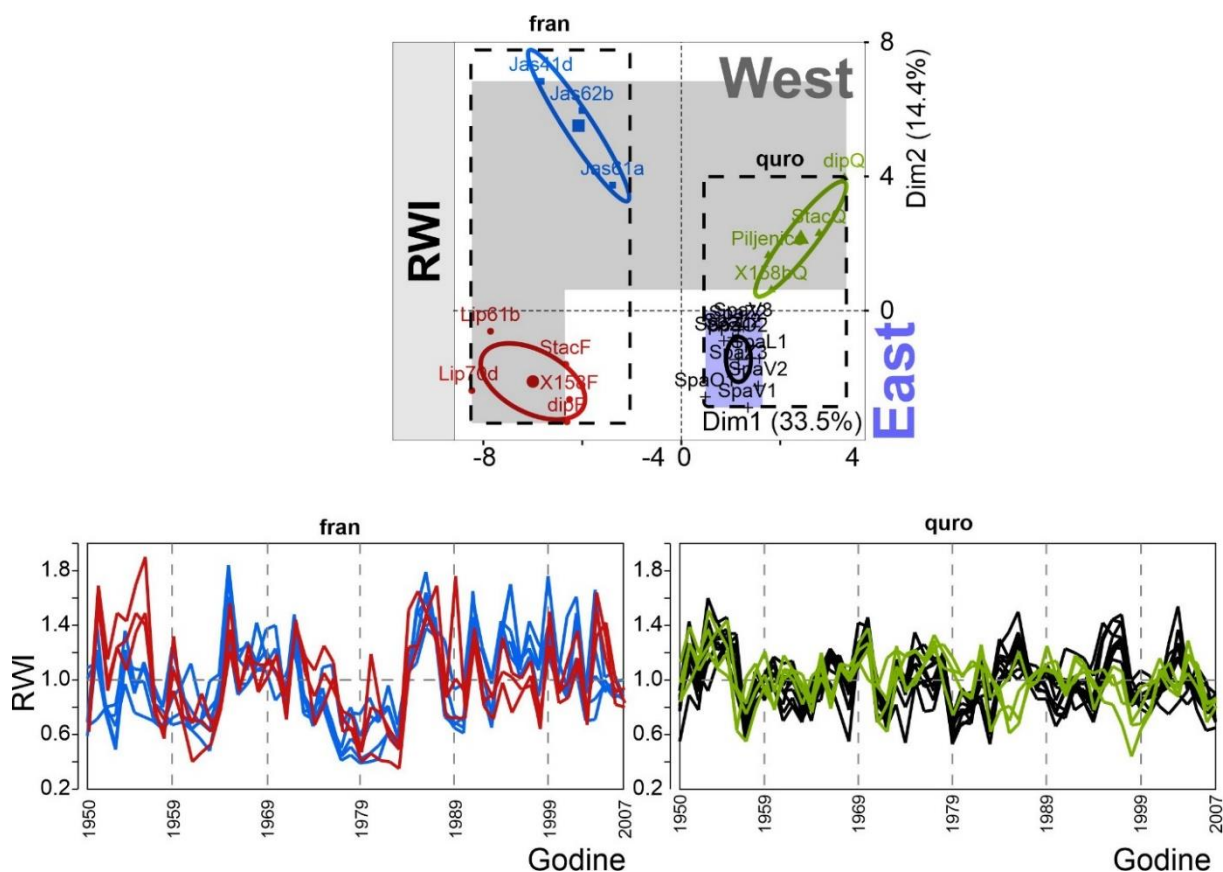 fran
RWI
West
8
Dim2 (14.4%)
4
0
Jas41d
Jas62b
Jas61a
quro
dipQ
StacQ
Piljenic
X158bQ
Lip61b
StacF
Lip70d
X158F
dipF
SpaV3
SpaL1
SpaV2
SpaO
SpaV1
East
Dim1 (33.5%)
-8
-4
0
4
fran
RWI
1.8
1.4
1.0
0.6
0.2
1950
1959
1969
1979
1989
1999
2007
Godine
quro
1.8
1.4
1.0
0.6
0.2
1950
1959
1969
1979
1989
1999
2007
Godine